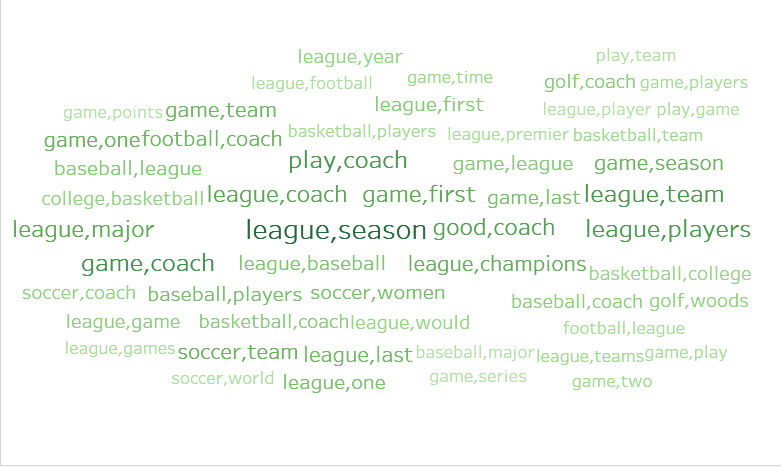 league,year
play,team
league,football
game,time
golf,coach
game,players
game,points
game,team
league,first
league,player
play,game
game,one
football,coach
basketball,players
league,premier
basketball,team
baseball,league
play,coach
game,league
game,season
college,basketball
league,coach
game,first
game,last
league,team
league,major
league,season
good,coach
league,players
game,coach
league,baseball
league,champions
basketball,college
soccer,coach
baseball,players
soccer,women
baseball,coach
golf,woods
league,game
basketball,coach
league,would
football,league
league,games
soccer,team
league,last
baseball,major
league,teams
game,play
soccer,world
league,one
game,series
game,two